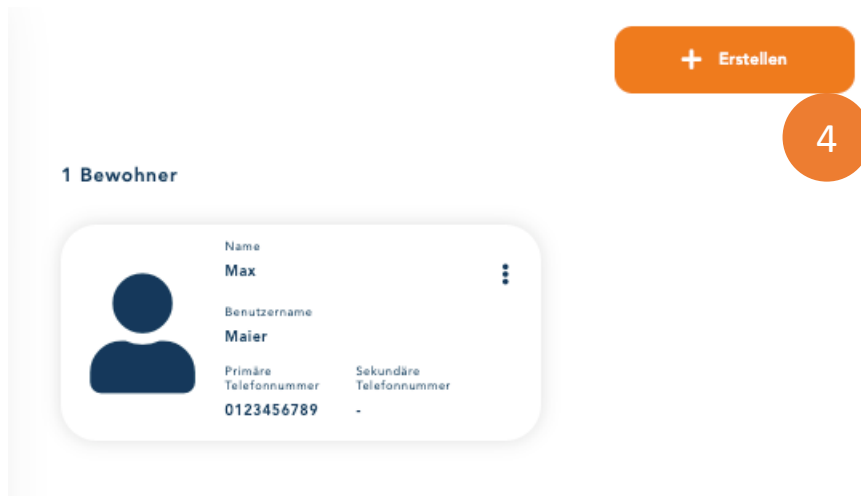 + Erstellen
4
1 Bewohner
Name
Max
Benutzername
Maier
Primäre Sekundäre
Telefonnummer Telefonnummer
0123456789 -